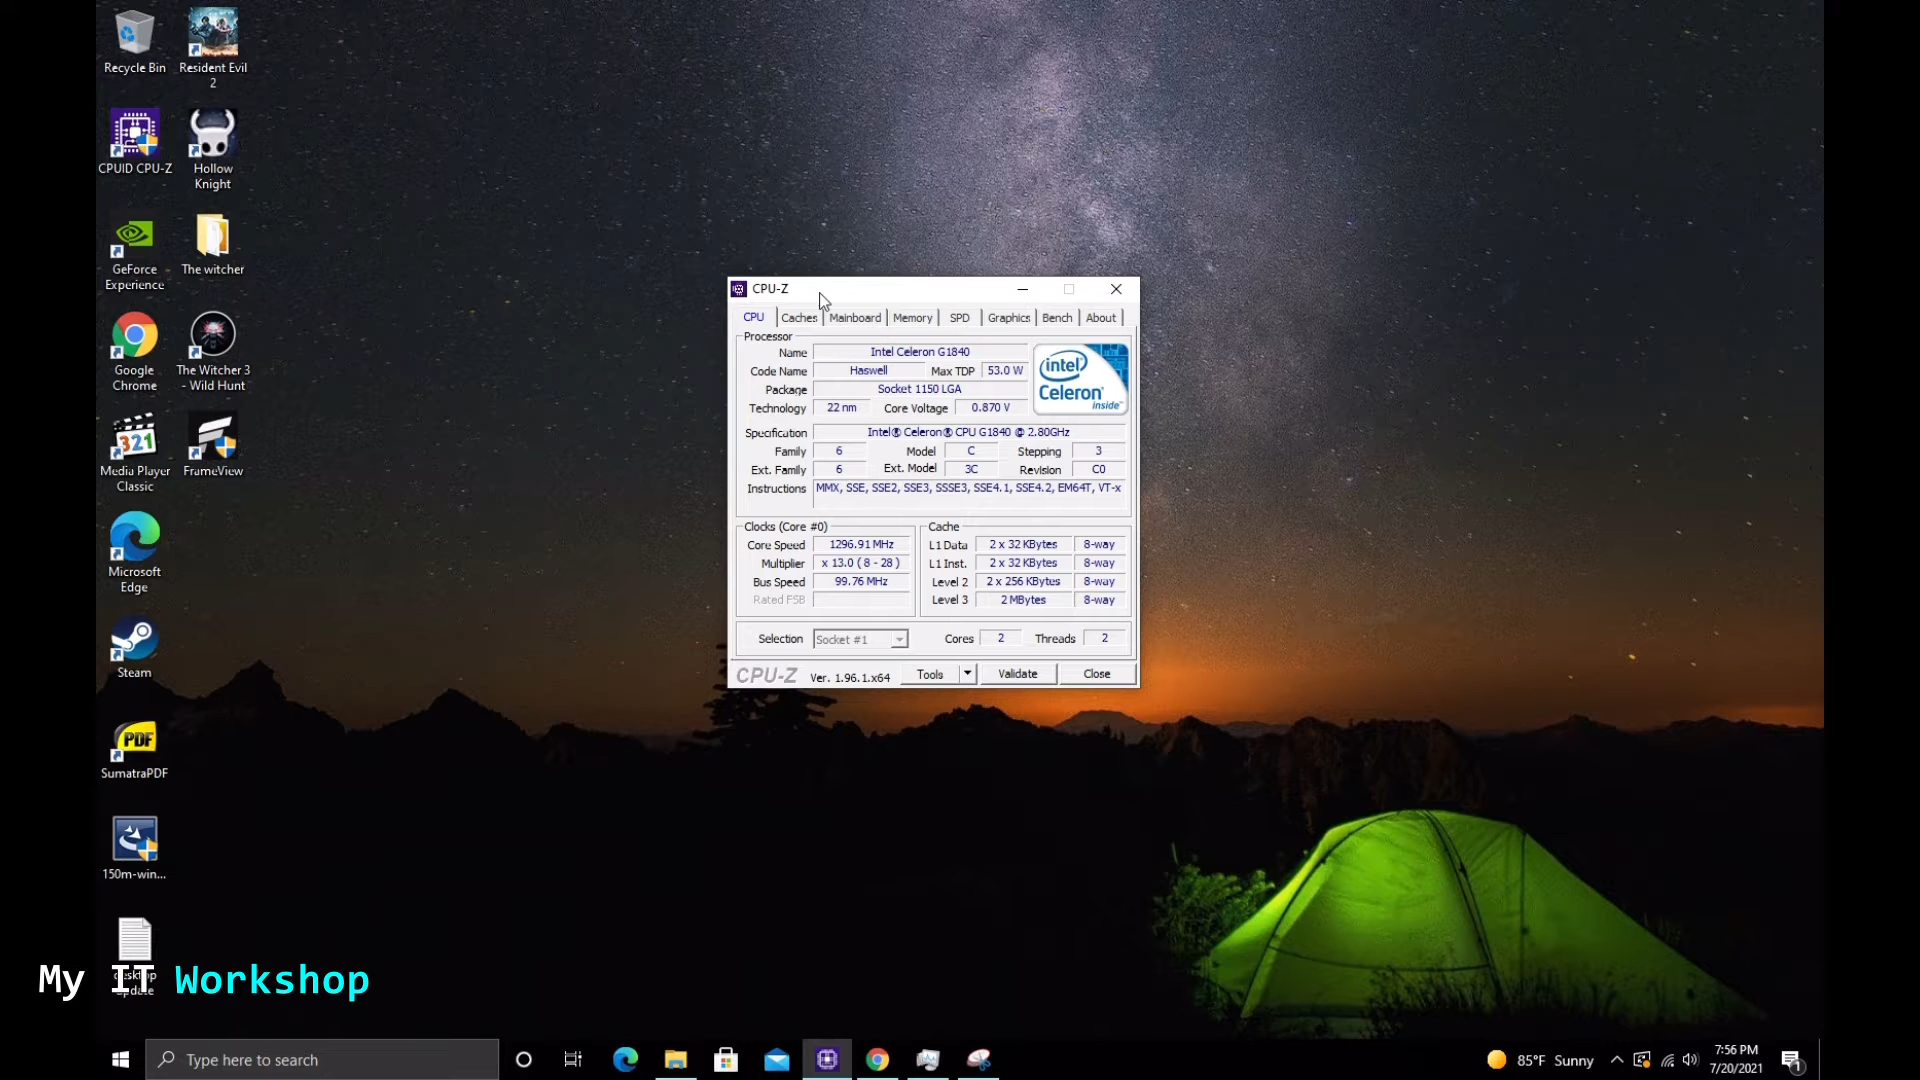 Recycle Bin
Resident Evil
2
CPUID CPU-Z
Hollow
Knight
GeForce
Experience
The witcher
Google
Chrome
The Witcher 3
- Wild Hunt
321
Media Player
Classic
FrameView
Microsoft
Edge
Steam
PDF
SumatraPDF
150m-win...
My IT Workshop
CPU-Z
CPU Caches Mainboard Memory SPD Graphics Bench About
Processor
Name Intel Celeron G1840
Code Name Haswell Max TDP 53.0 W
Package Socket 1150 LGA
Technology 22 nm Core Voltage 0.870 V
intel
Celeron®
inside™
Specification Intel® Celeron® CPU G1840 @ 2.80GHz
Family 6 Model C Stepping 3
Ext. Family 6 Ext. Model 3C Revision C0
Instructions MMX, SSE, SSE2, SSE3, SSSE3, SSE4.1, SSE4.2, EM64T, VT-x
Clocks (Core #0)
Core Speed 1296.91 MHz
Multiplier x 13.0 ( 8 - 28 )
Bus Speed 99.76 MHz
Rated FSB
Cache
L1 Data 2 x 32 KBytes 8-way
L1 Inst. 2 x 32 KBytes 8-way
Level 2 2 x 256 KBytes 8-way
Level 3 2 MBytes 8-way
Selection Socket #1 Cores 2 Threads 2
CPU-Z Ver. 1.96.1.x64 Tools Validate Close
Type here to search
85°F Sunny
7:56 PM
7/20/2021
1